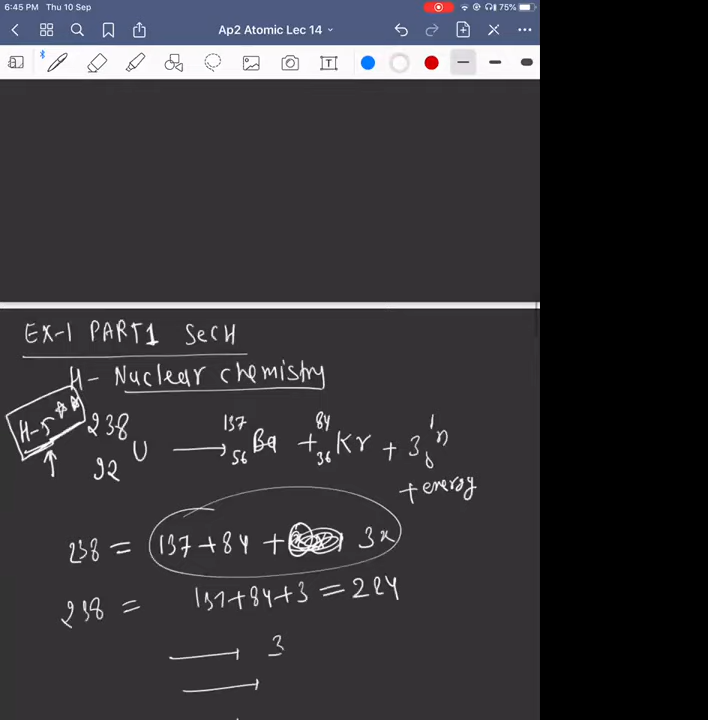 6:45 PM Thu 10 Sep 75%
Ap2 Atomic Lec 14
T
EX-1 PART1 SecH
H- Nuclear chemistry
H-5 ** 238 92 U → 137 56 Ba + 84 36 Kr + 3 1 0 n
+ energy
238 = 137 + 84 + 3x
238 = 137+84+3 = 224
3